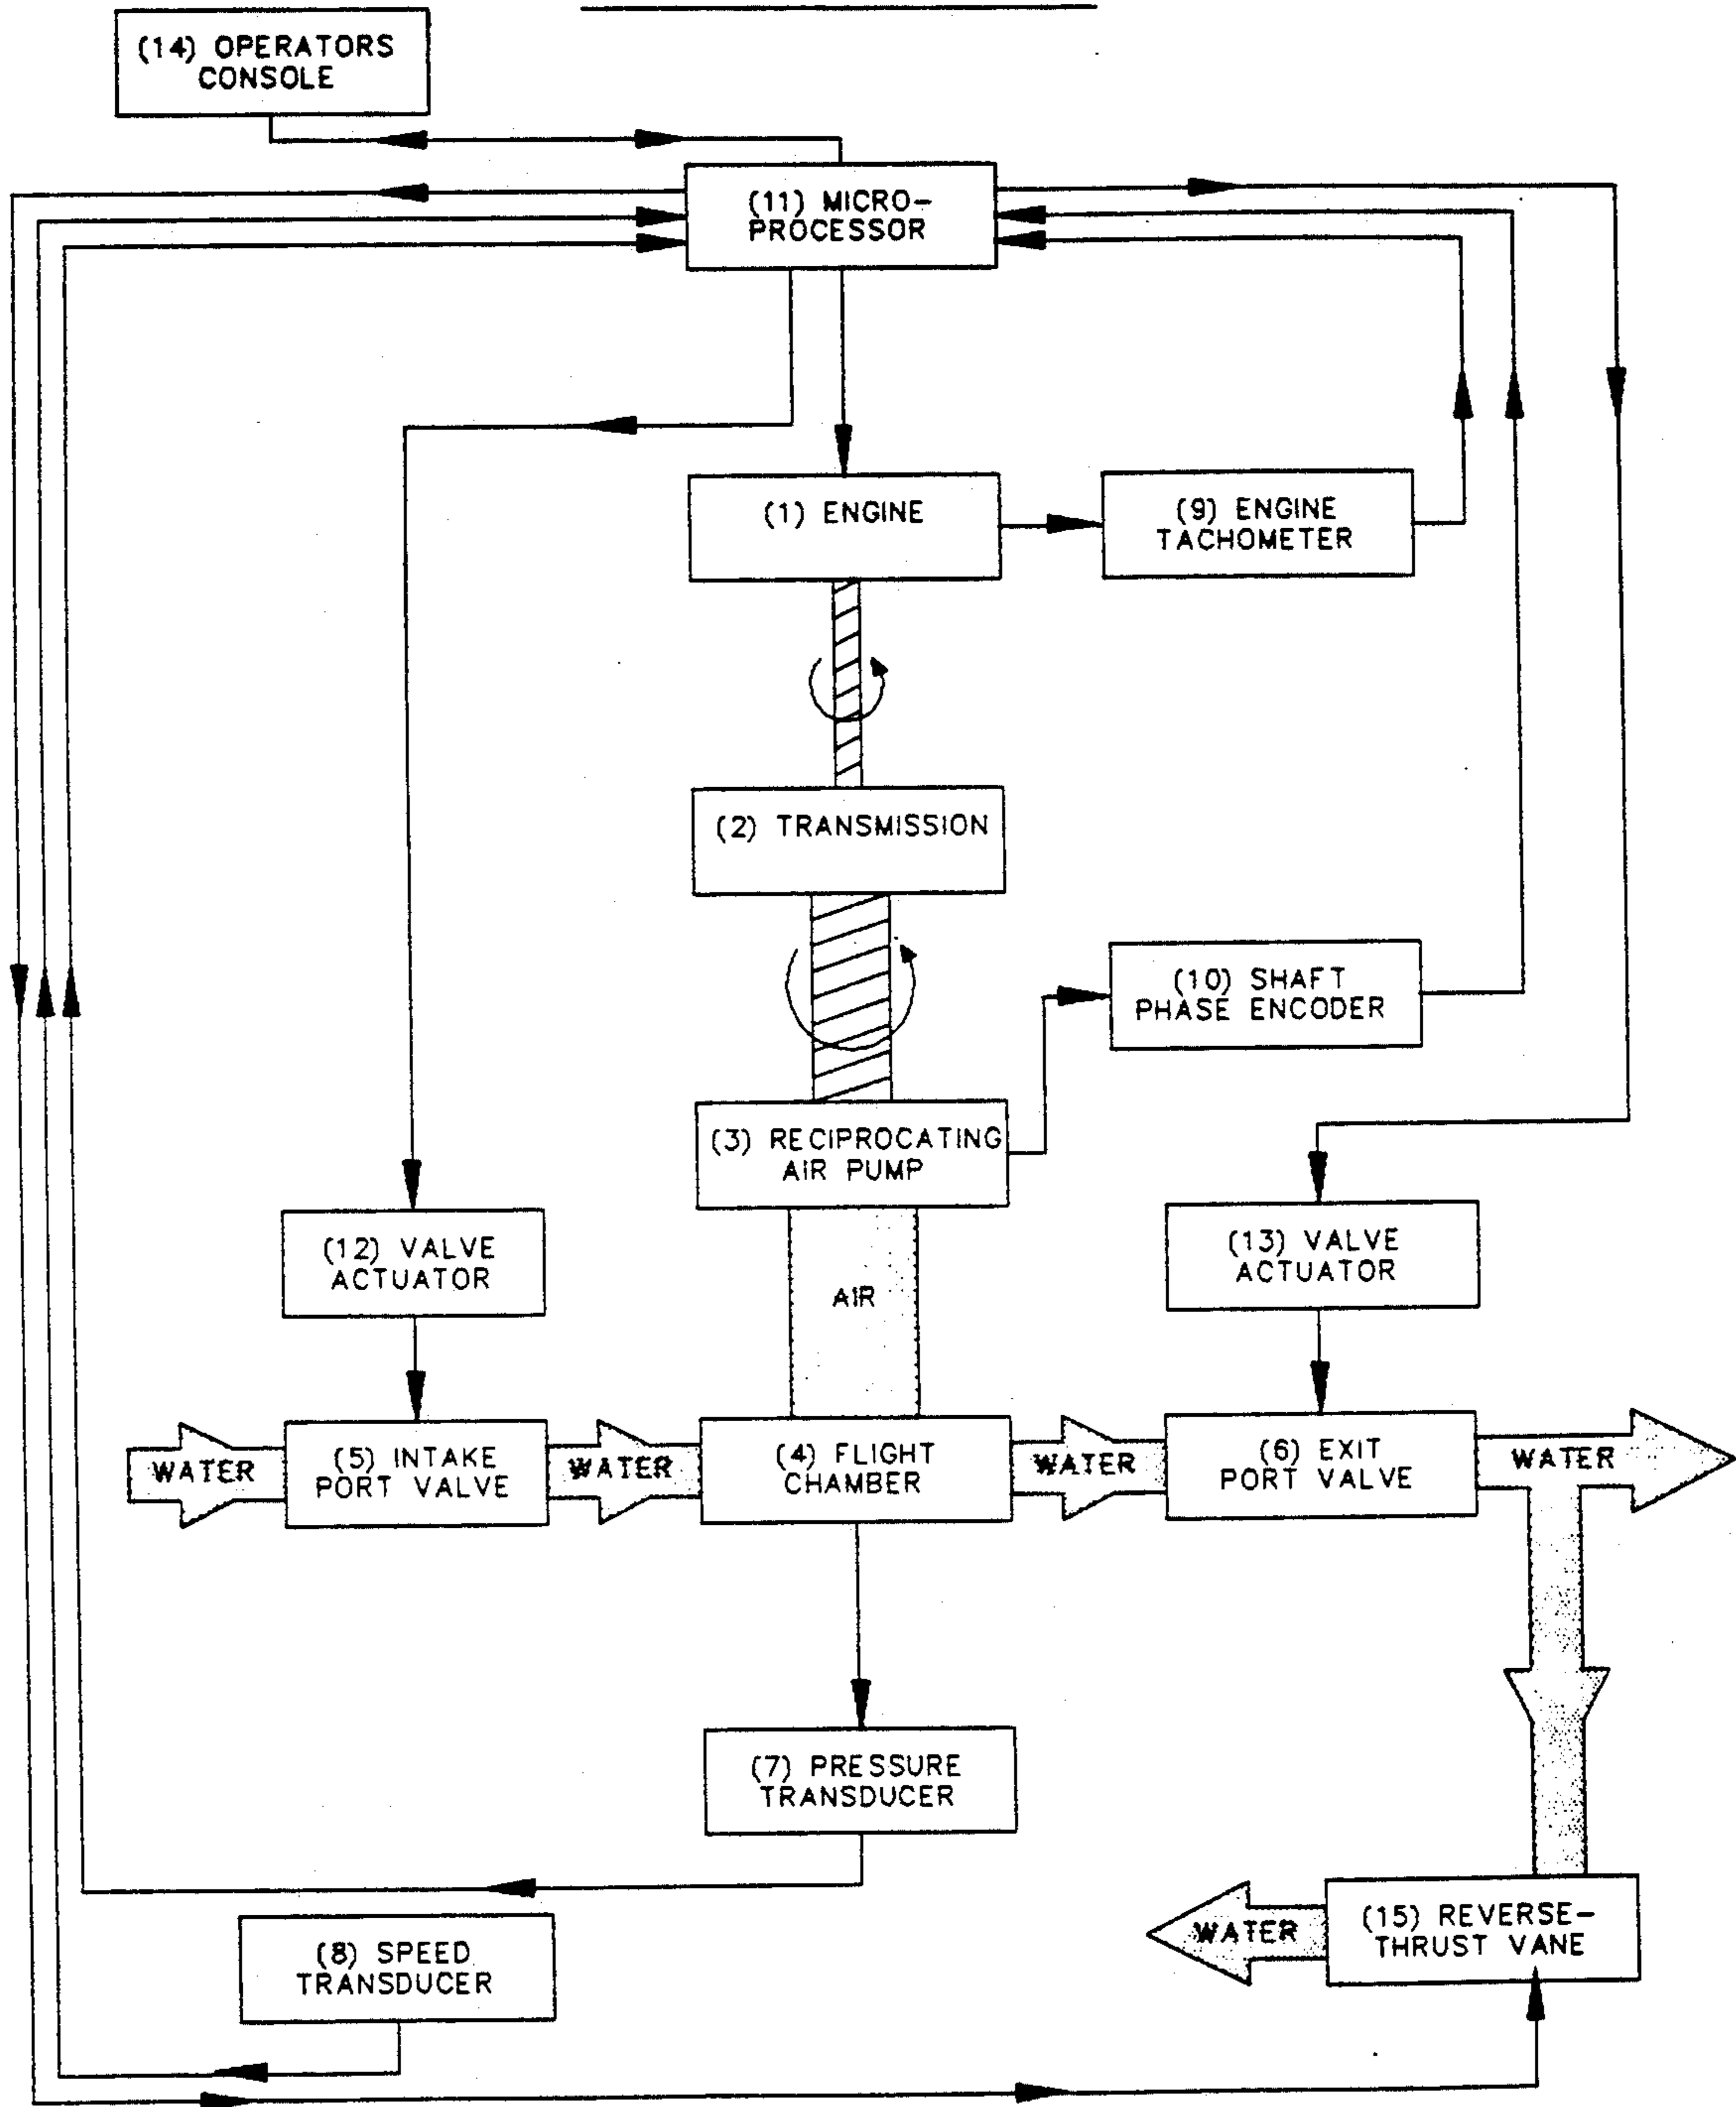 (14) OPERATORS
CONSOLE
(11) MICRO-
PROCESSOR
(1) ENGINE
(9) ENGINE
TACHOMETER
(2) TRANSMISSION
(10) SHAFT
PHASE ENCODER
(3) RECIPROCATING
AIR PUMP
(12) VALVE
ACTUATOR
AIR
(13) VALVE
ACTUATOR
WATER
(5) INTAKE
PORT VALVE
WATER
(4) FLIGHT
CHAMBER
WATER
(6) EXIT
PORT VALVE
WATER
(7) PRESSURE
TRANSDUCER
(8) SPEED
TRANSDUCER
WATER
(15) REVERSE-
THRUST VANE